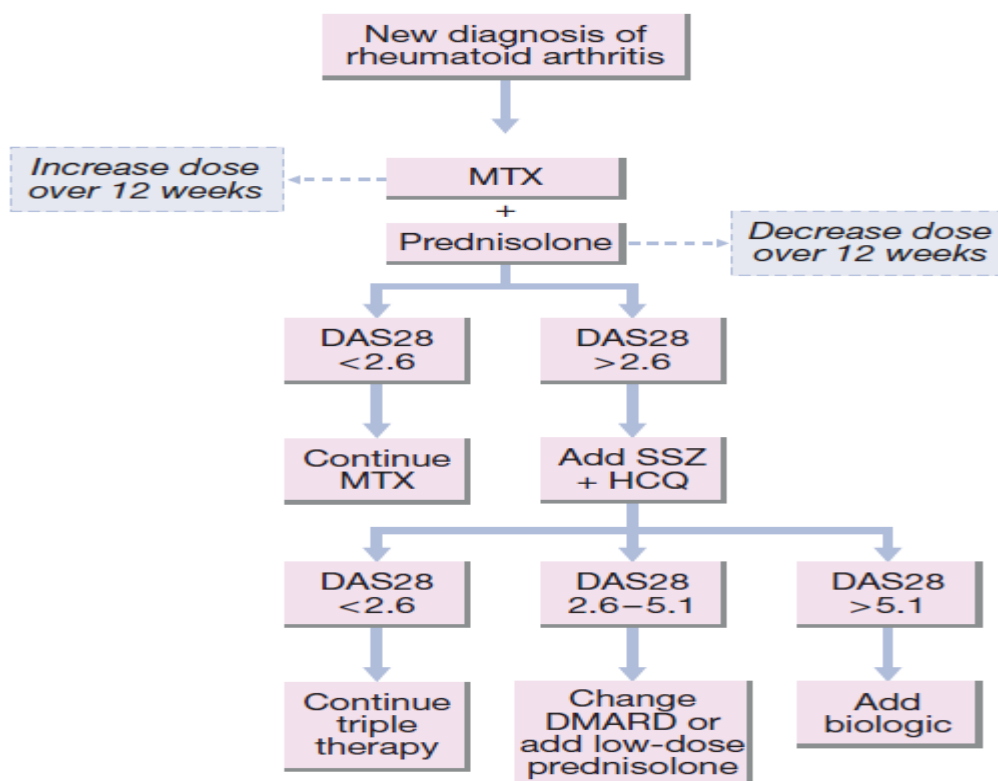 New diagnosis of
rheumatoid arthritis
Increase dose
over 12 weeks
MTX
+
Prednisolone
Decrease dose
over 12 weeks
DAS28
<2.6
DAS28
>2.6
Continue
MTX
Add SSZ
+ HCQ
DAS28
<2.6
DAS28
2.6–5.1
DAS28
>5.1
Continue
triple
therapy
Change
DMARD or
add low-dose
prednisolone
Add
biologic